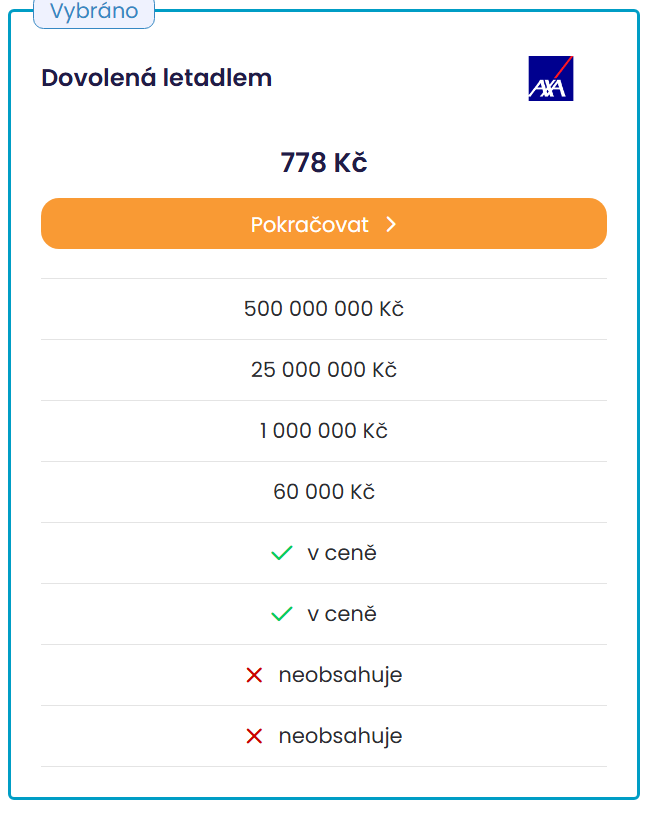 Vybráno
Dovolená letadlem
AXA
778 Kč
Pokračovat
500 000 000 Kč
25 000 000 Kč
1 000 000 Kč
60 000 Kč
v ceně
v ceně
neobsahuje
neobsahuje